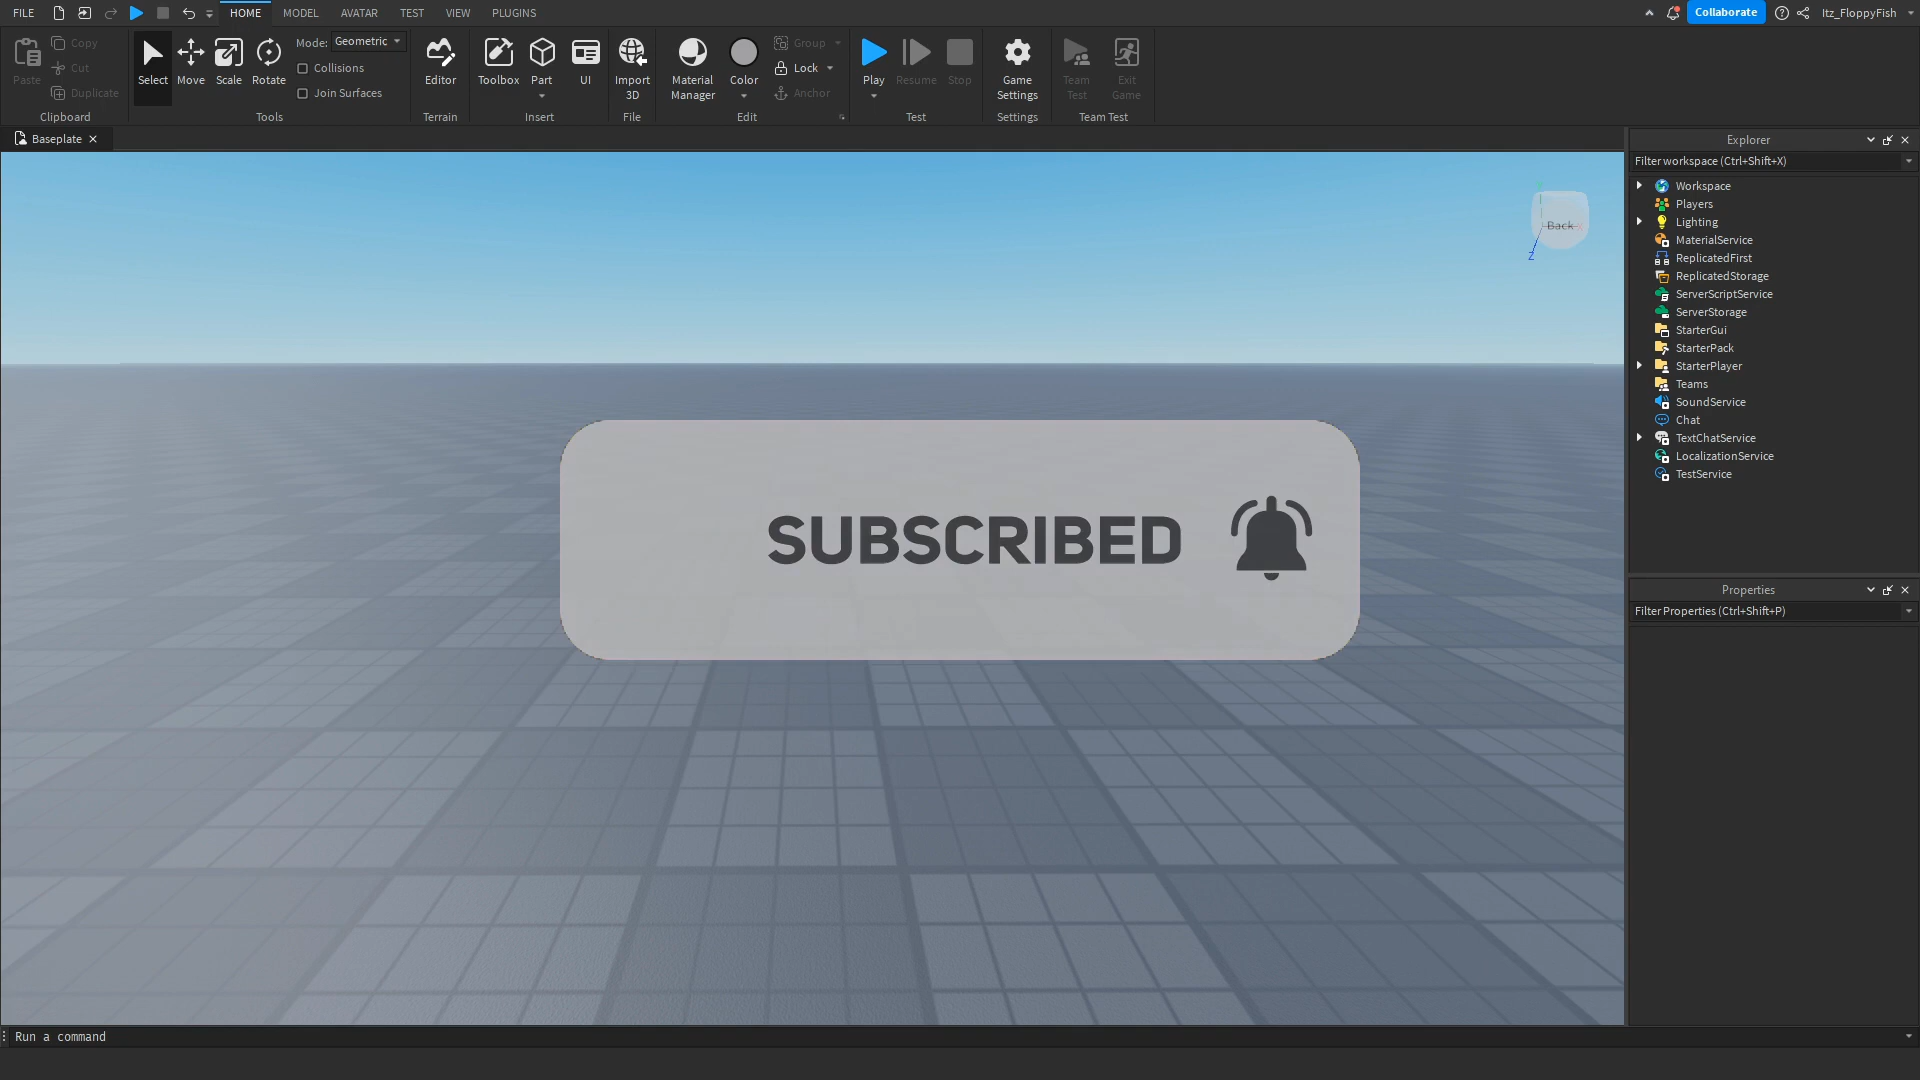 FILE
HOME
MODEL
AVATAR
TEST
VIEW
PLUGINS
Collaborate
Itz_FloppyFish
Paste
Copy
Cut
Duplicate
Clipboard
Select
Move
Scale
Rotate
Mode: Geometric
Collisions
Join Surfaces
Tools
Editor
Terrain
Toolbox
Part
UI
Insert
Import
3D
File
Material
Manager
Color
Group
Lock
Anchor
Edit
Play
Resume
Stop
Test
Game
Settings
Settings
Team
Test
Exit
Game
Team Test
Baseplate
Explorer
Filter workspace (Ctrl+Shift+X)
Workspace
Players
Lighting
MaterialService
ReplicatedFirst
ReplicatedStorage
ServerScriptService
ServerStorage
StarterGui
StarterPack
StarterPlayer
Teams
SoundService
Chat
TextChatService
LocalizationService
TestService
Back
Z
SUBSCRIBED
Properties
Filter Properties (Ctrl+Shift+P)
Run a command